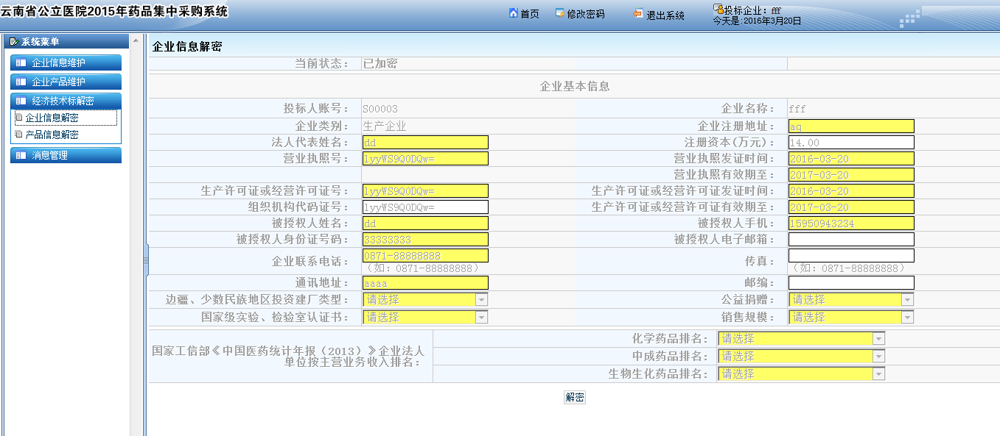 云南省公立医院2015年药品集中采购系统
首页 修改密码 退出系统 投标企业：fff
今天是:2016年3月20日
系统菜单
企业信息维护
企业产品维护
经济技术标解密
企业信息解密
产品信息解密
消息管理
企业信息解密
当前状态： 已加密
企业基本信息
投标人账号： S00003 企业名称： fff
企业类别： 生产企业 企业注册地址： aq
法人代表姓名： dd 注册资本(万元)： 14.00
营业执照号： lyyWS9Q0DQw= 营业执照发证时间： 2016-03-20
营业执照有效期至： 2017-03-20
生产许可证或经营许可证号： lyyWS9Q0DQw= 生产许可证或经营许可证发证时间： 2016-03-20
组织机构代码证号： lyyWS9Q0DQw= 生产许可证或经营许可证有效期至： 2017-03-20
被授权人姓名： dd 被授权人手机： 15950943234
被授权人身份证号码： 33333333 被授权人电子邮箱：
企业联系电话： 0871-88888888 传真：
（如：0871-88888888） （如：0871-88888888）
通讯地址： aaaa 邮编：
边疆、少数民族地区投资建厂类型： 请选择 公益捐赠： 请选择
国家级实验、检验室认证书： 请选择 销售规模： 请选择
国家工信部《中国医药统计年报（2013）》企业法人
单位按主营业务收入排名：
化学药品排名： 请选择
中成药品排名： 请选择
生物生化药品排名： 请选择
解密